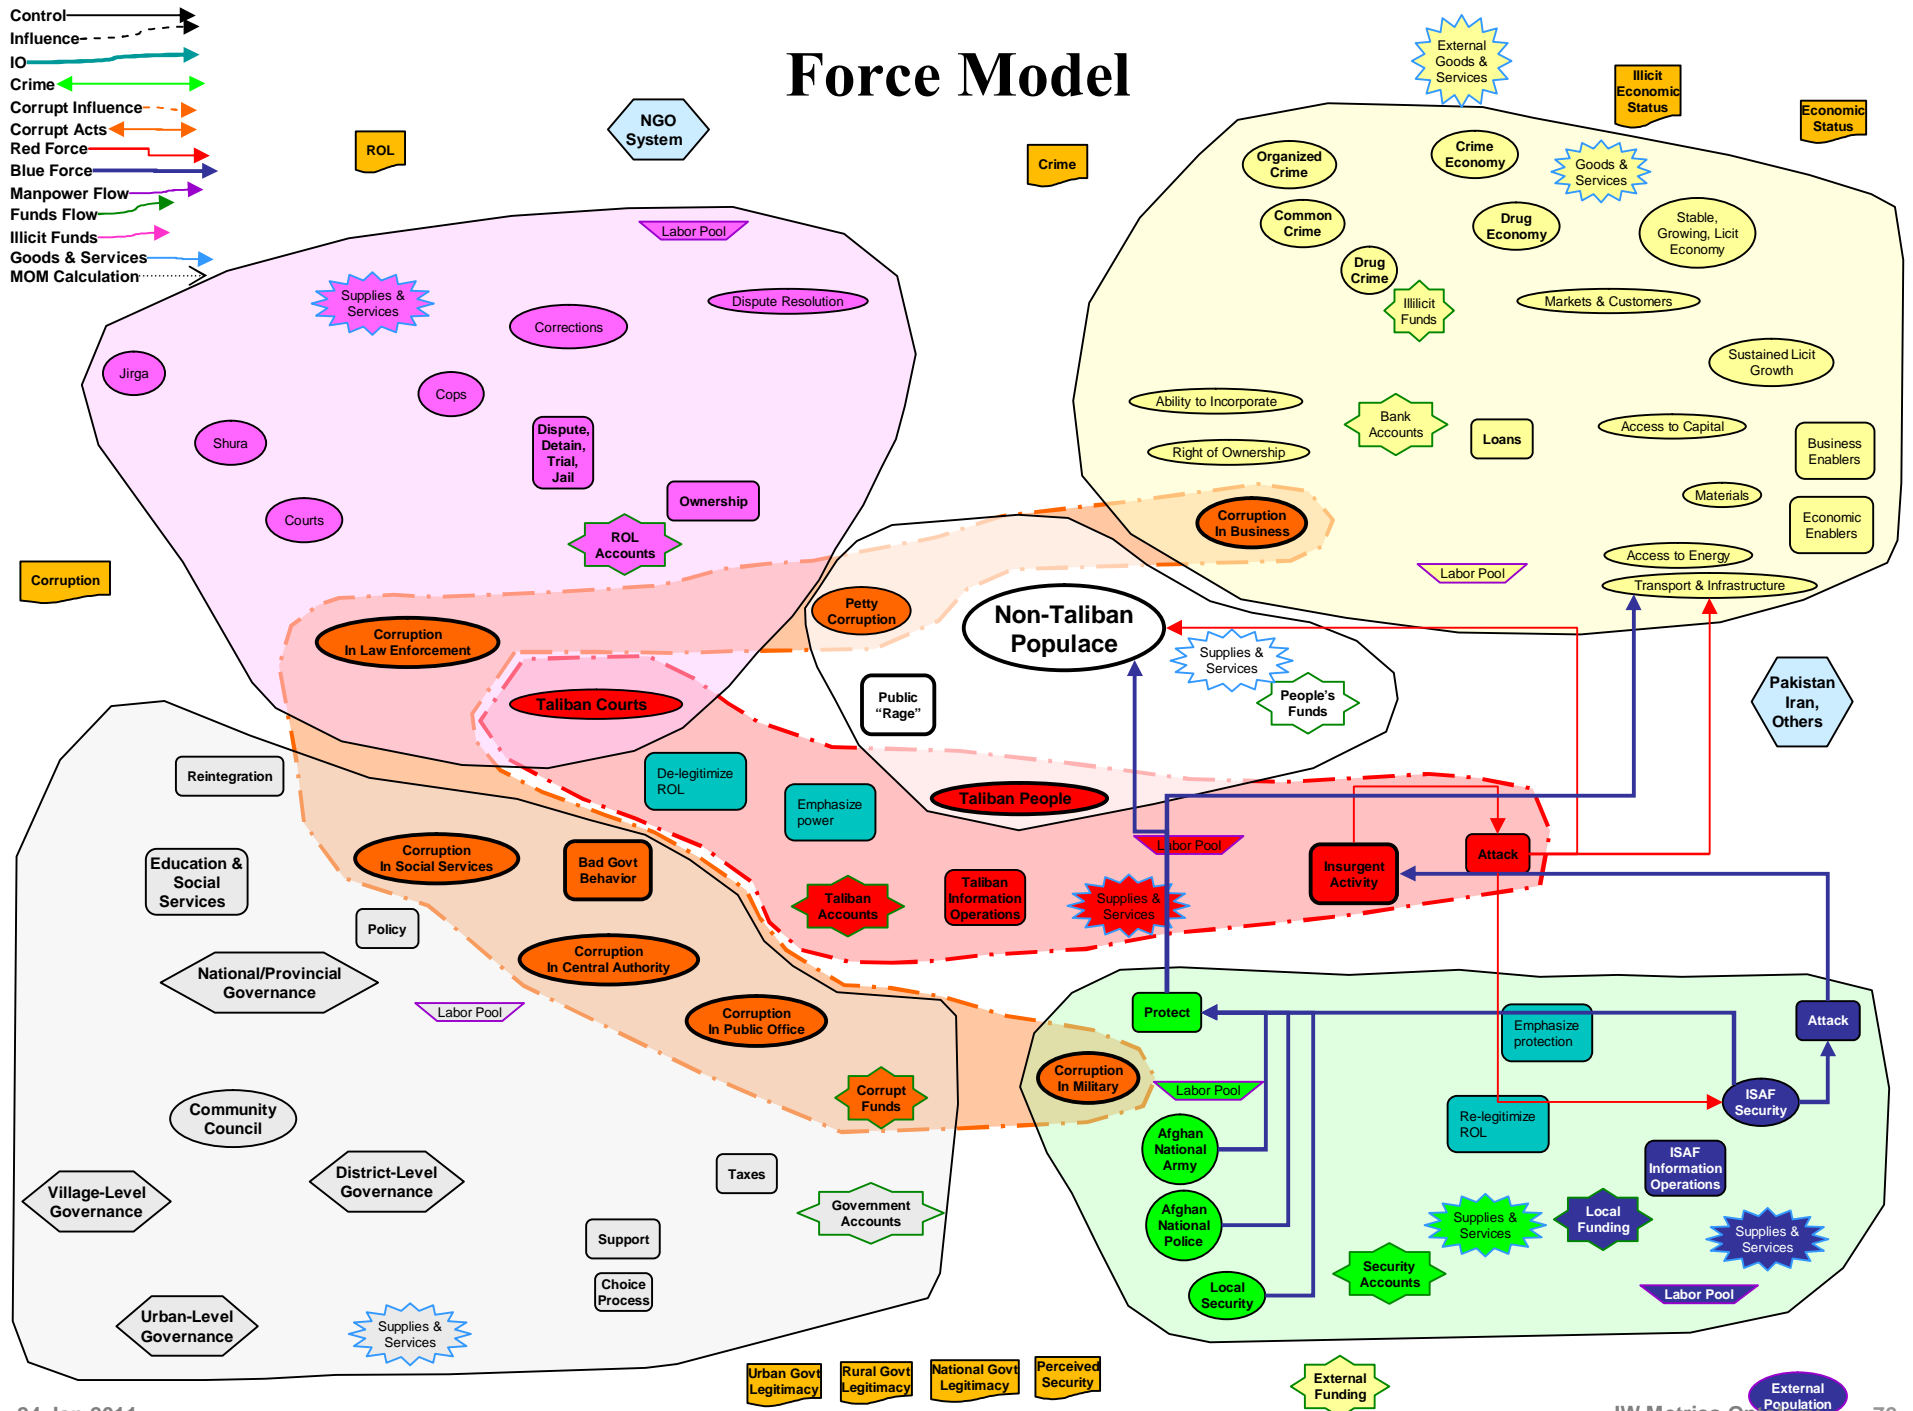 Control
Influence
IO
Crime
Corrupt Influence
Corrupt Acts
Red Force
Blue Force
Manpower Flow
Funds Flow
Illicit Funds
Goods & Services
MOM Calculation
Force Model
ROL
NGO
System
Crime
External
Goods &
Services
Illicit
Economic
Status
Economic
Status
Labor Pool
Supplies &
Services
Corrections
Dispute Resolution
Jirga
Cops
Shura
Dispute,
Detain,
Trial,
Jail
Ownership
Courts
ROL
Accounts
Corruption
In Law Enforcement
Taliban Courts
Organized
Crime
Crime
Economy
Goods &
Services
Common
Crime
Drug
Economy
Stable,
Growing, Licit
Economy
Drug
Crime
Illilicit
Funds
Markets & Customers
Sustained Licit
Growth
Ability to Incorporate
Bank
Accounts
Loans
Access to Capital
Business
Enablers
Right of Ownership
Materials
Economic
Enablers
Corruption
In Business
Access to Energy
Labor Pool
Transport & Infrastructure
Corruption
Petty
Corruption
Non-Taliban
Populace
Supplies &
Services
Public
“Rage”
People’s
Funds
Pakistan
Iran,
Others
Taliban People
De-legitimize
ROL
Emphasize
power
Labor Pool
Taliban
Accounts
Taliban
Information
Operations
Supplies &
Services
Insurgent
Activity
Attack
Reintegration
Education &
Social
Services
Corruption
In Social Services
Bad Govt
Behavior
Policy
National/Provincial
Governance
Corruption
In Central Authority
Labor Pool
Corruption
In Public Office
Corrupt
Funds
Community
Council
Village-Level
Governance
District-Level
Governance
Taxes
Government
Accounts
Support
Choice
Process
Urban-Level
Governance
Supplies &
Services
Protect
Emphasize
protection
Attack
Corruption
In Military
Labor Pool
ISAF
Security
Afghan
National
Army
Re-legitimize
ROL
ISAF
Information
Operations
Afghan
National
Police
Supplies &
Services
Local
Funding
Supplies &
Services
Security
Accounts
Local
Security
Labor Pool
Urban Govt
Legitimacy
Rural Govt
Legitimacy
National Govt
Legitimacy
Perceived
Security
External
Funding
External
Population
IW Metrics